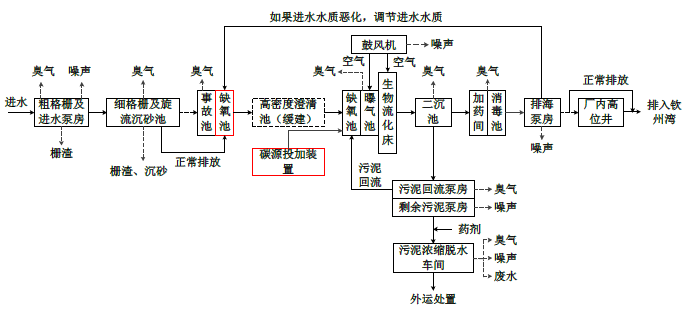 如果进水水质恶化，调节进水水质
鼓风机
噪声
臭气
噪声
臭气
臭气
臭气
空气
空气
臭气
臭气
正常排放
进水
粗格栅及
进水泵房
细格栅及旋
流沉砂池
事故池
缺氧池
高密度澄清
池（缓建）
缺氧池
曝气池
生物流化床
二沉
池
加药间
消毒池
排海
泵房
厂内高
位井
排入钦
州湾
栅渣
栅渣、沉砂
正常排放
碳源投加装
置
污泥
回流
噪声
污泥回流泵房
臭气
剩余污泥泵房
噪声
药剂
污泥浓缩脱水
车间
臭气
噪声
废水
外运处置